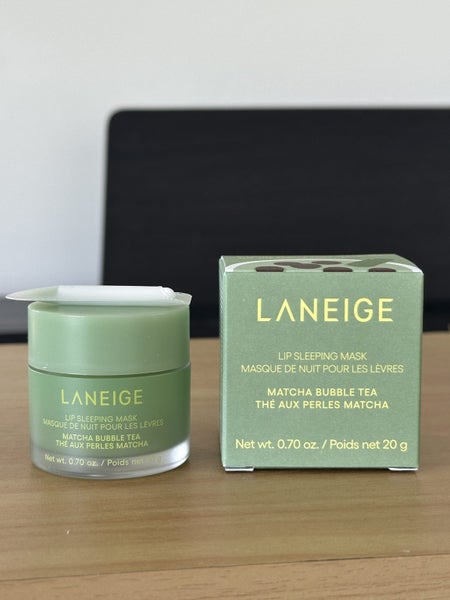 LANEIGE
LIP SLEEPING MASK
MASQUE DE NUIT POUR LES LÈVRES
MATCHA BUBBLE TEA
THÉ AUX PERLES MATCHA
Net wt. 0.70 oz. / Poids net
LANEIGE
LIP SLEEPING MASK
MASQUE DE NUIT POUR LES LÈVRES
MATCHA BUBBLE TEA
THÉ AUX PERLES MATCHA
Net wt. 0.70 oz. / Poids net 20 g